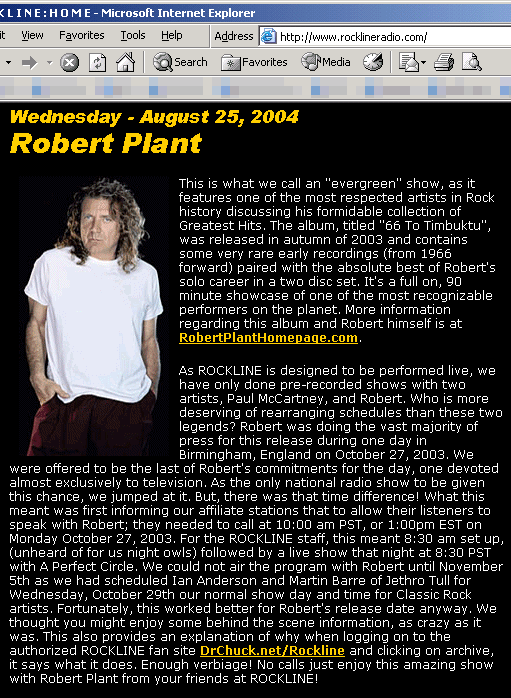 K L I N E : H O M E - Microsoft Internet Explorer
it View Favorites Tools Help Address http://www.rocklineradio.com/
Search Favorites Media
Wednesday - August 25, 2004
Robert Plant
This is what we call an "evergreen" show, as it
features one of the most respected artists in Rock
history discussing his formidable collection of
Greatest Hits. The album, titled "66 To Timbuktu",
was released in autumn of 2003 and contains
some very rare early recordings (from 1966
forward) paired with the absolute best of Robert's
solo career in a two disc set. It's a full on, 90
minute showcase of one of the most recognizable
performers on the planet. More information
regarding this album and Robert himself is at
RobertPlantHomepage.com.
As ROCKLINE is designed to be performed live, we
have only done pre-recorded shows with two
artists, Paul McCartney, and Robert. Who is more
deserving of rearranging schedules than these two
legends? Robert was doing the vast majority of
press for this release during one day in
Birmingham, England on October 27, 2003. We
were offered to be the last of Robert's commitments for the day, one devoted
almost exclusively to television. As the only national radio show to be given
this chance, we jumped at it. But, there was that time difference! What this
meant was first informing our affiliate stations that to allow their listeners to
speak with Robert; they needed to call at 10:00 am PST, or 1:00pm EST on
Monday October 27, 2003. For the ROCKLINE staff, this meant 8:30 am set up,
(unheard of for us night owls) followed by a live show that night at 8:30 PST
with A Perfect Circle. We could not air the program with Robert until November
5th as we had scheduled Ian Anderson and Martin Barre of Jethro Tull for
Wednesday, October 29th our normal show day and time for Classic Rock
artists. Fortunately, this worked better for Robert's release date anyway. We
thought you might enjoy some behind the scene information, as crazy as it
was. This also provides an explanation of why when logging on to the
authorized ROCKLINE fan site DrChuck.net/Rockline and clicking on archive,
it says what it does. Enough verbiage! No calls just enjoy this amazing show
with Robert Plant from your friends at ROCKLINE!